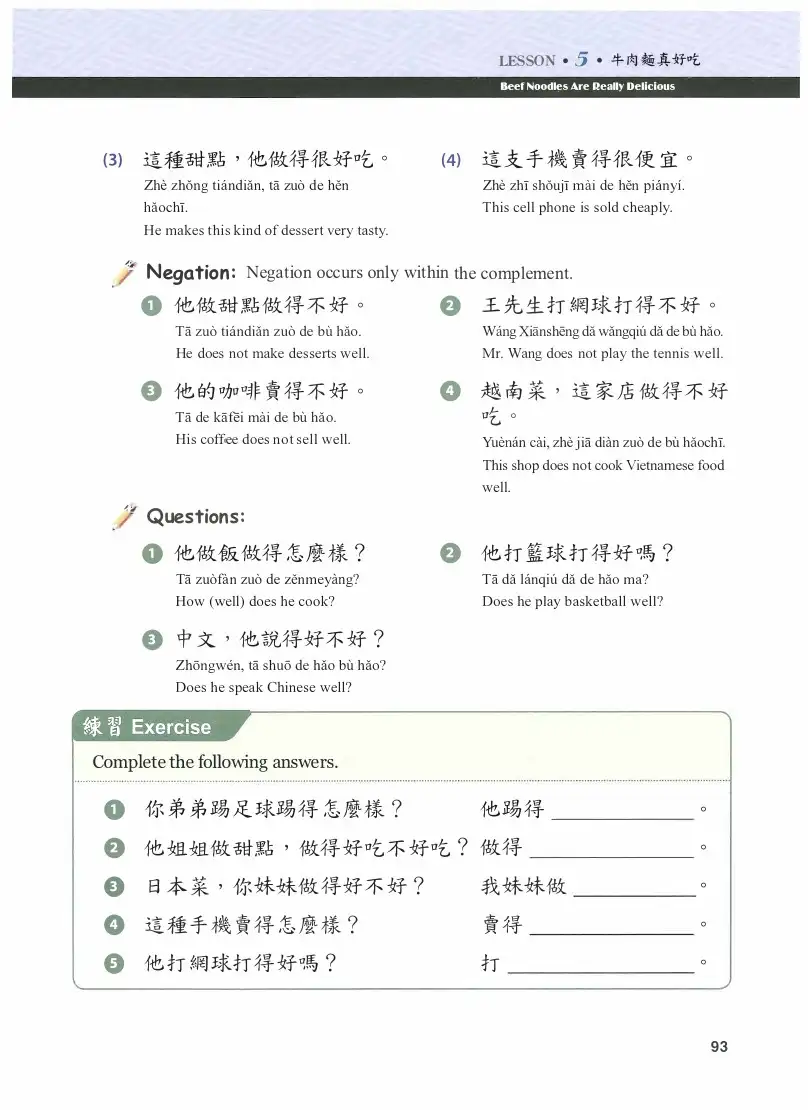 LESSON • 5 • 牛肉麵真好吃
Beef Noodles Are Really Delicious
(3) 這種甜點，他做得很好吃。
Zhè zhǒng tiándiǎn, tā zuò de hěn
hǎochī.
He makes this kind of dessert very tasty.
(4) 這支手機賣得很便宜。
Zhè zhī shǒujī mài de hěn piányí.
This cell phone is sold cheaply.
Negation: Negation occurs only within the complement.
1 他做甜點做得不好。
Tā zuò tiándiǎn zuò de bù hǎo.
He does not make desserts well.
2 王先生打網球打得不好。
Wáng Xiānshēng dǎ wǎngqiú dǎ de bù hǎo.
Mr. Wang does not play the tennis well.
3 他的咖啡賣得不好。
Tā de kāfēi mài de bù hǎo.
His coffee does not sell well.
4 越南菜，這家店做得不好
吃。
Yuènán cài, zhè jiā diàn zuò de bù hǎochī.
This shop does not cook Vietnamese food
well.
Questions:
1 他做飯做得怎麼樣？
Tā zuòfàn zuò de zěnmeyàng?
How (well) does he cook?
2 他打籃球打得好嗎？
Tā dǎ lánqiú dǎ de hǎo ma?
Does he play basketball well?
3 中文，他說得好不好？
Zhōngwén, tā shuō de hǎo bù hǎo?
Does he speak Chinese well?
練習 Exercise
Complete the following answers.
1 你弟弟踢足球踢得怎麼樣？ 他踢得 ______________ 。
2 他姐姐做甜點，做得好吃不好吃？ 做得 ________________ 。
3 日本菜，你妹妹做得好不好？ 我妹妹做 ____________ 。
4 這種手機賣得怎麼樣？ 賣得 ________________ 。
5 他打網球打得好嗎？ 打 __________________ 。
93